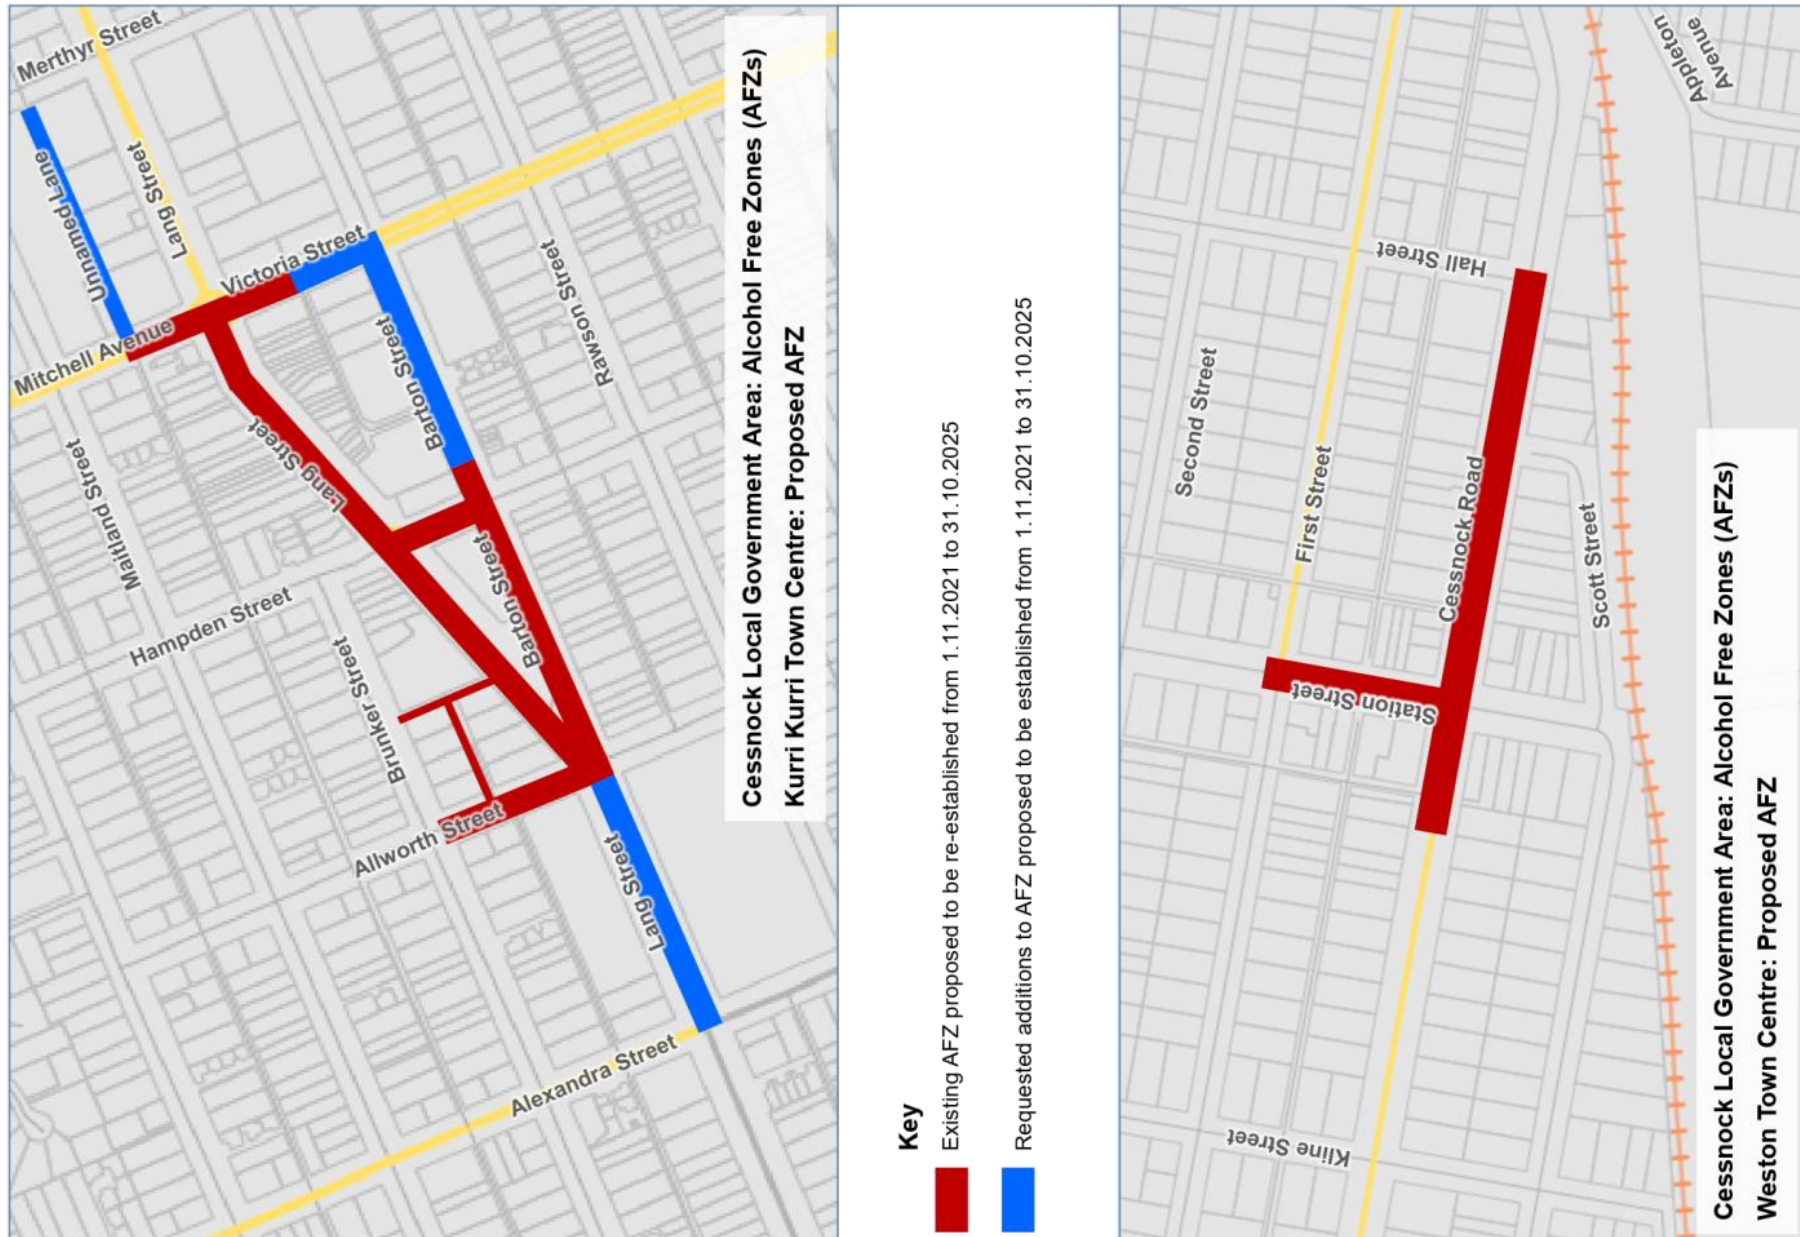 Merthyr Street
Unnamed Lane
Lang Street
Victoria Street
Mitchell Avenue
Barton Street
Rawson Street
Lang Street
Maitland Street
Hampden Street
Barton Street
Brunker Street
Allworth Street
Lang Street
Alexandra Street
Cessnock Local Government Area: Alcohol Free Zones (AFZs)
Kurri Kurri Town Centre: Proposed AFZ
Key
Existing AFZ proposed to be re-established from 1.11.2021 to 31.10.2025
Requested additions to AFZ proposed to be established from 1.11.2021 to 31.10.2025
Appleton
Avenue
Hall Street
Second Street
First Street
Cessnock Road
Scott Street
Station Street
Kline Street
Cessnock Local Government Area: Alcohol Free Zones (AFZs)
Weston Town Centre: Proposed AFZ